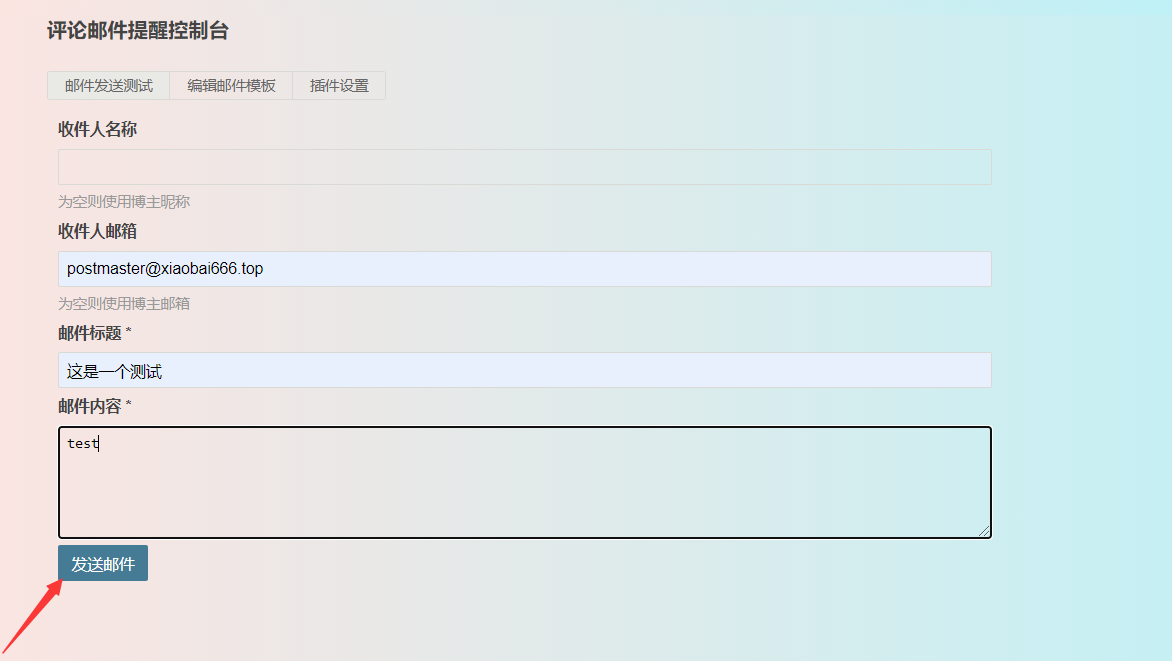 评论邮件提醒控制台
邮件发送测试 编辑邮件模板 插件设置
收件人名称
为空则使用博主昵称
收件人邮箱
postmaster@xiaobai666.top
为空则使用博主邮箱
邮件标题 *
这是一个测试
邮件内容 *
test
发送邮件